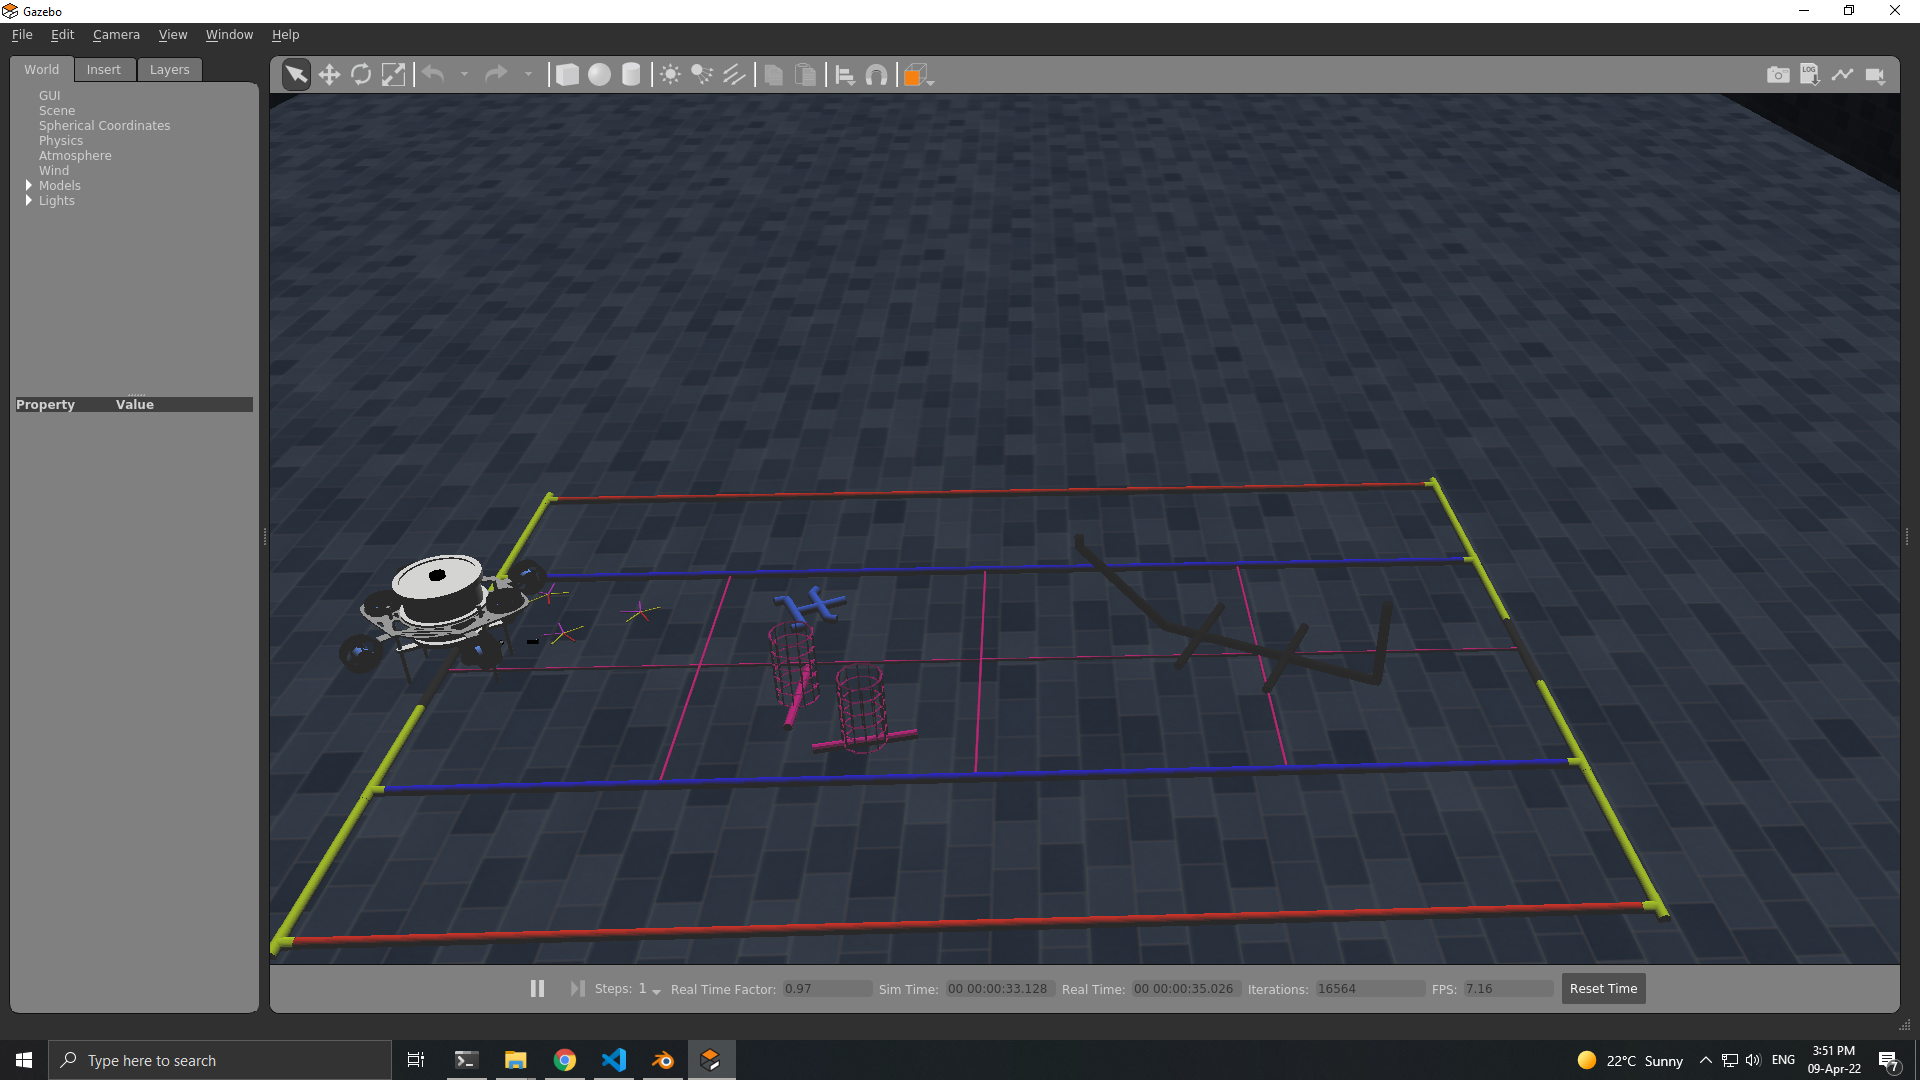 Gazebo
File Edit Camera View Window Help
World Insert Layers
GUI
Scene
Spherical Coordinates
Physics
Atmosphere
Wind
Models
Lights
Property Value
LOG
Steps: 1 Real Time Factor: 0.97 Sim Time: 00 00:00:33.128 Real Time: 00 00:00:35.026 Iterations: 16564 FPS: 7.16 Reset Time
Type here to search
22°C Sunny
ENG
3:51 PM
09-Apr-22
7